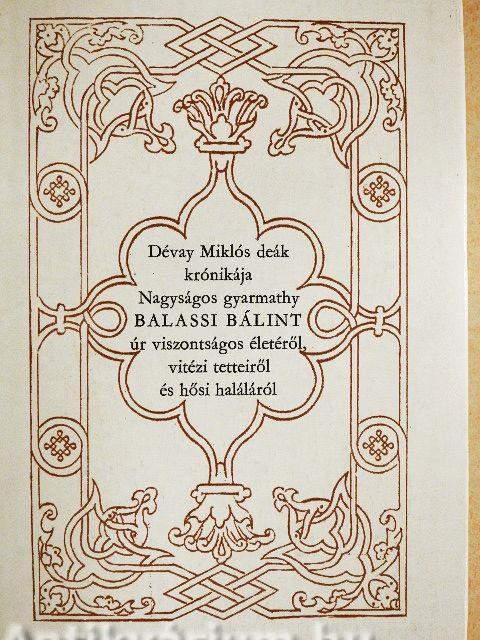 Dévay Miklós deák
krónikája
Nagyságos gyarmathy
BALASSI BÁLINT
úr viszontságos életéről,
vitézi tetteiről
és hősi haláláról